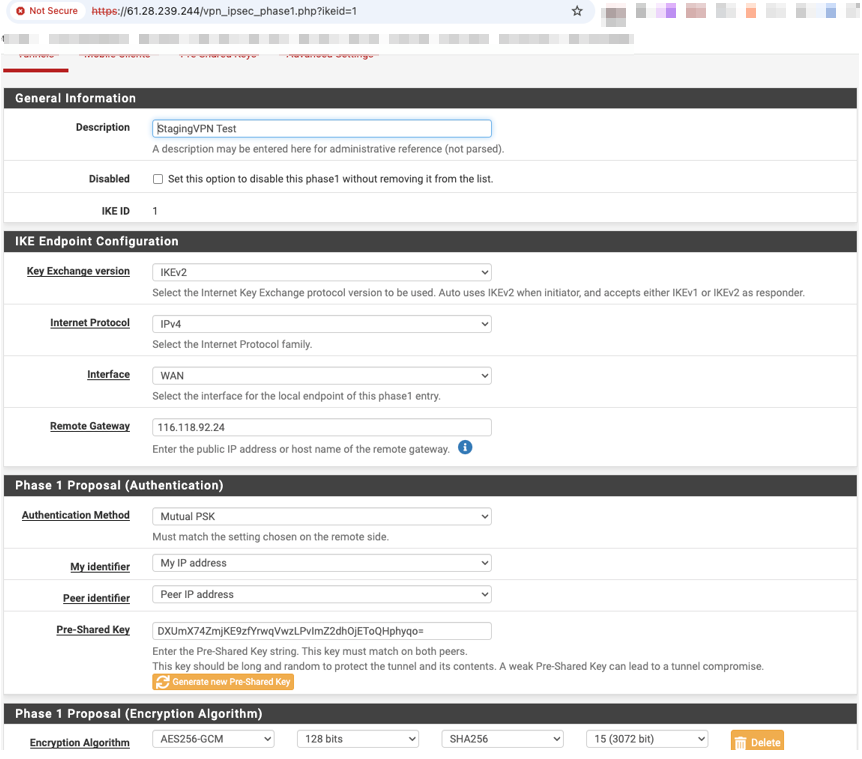 Not Secure https://61.28.239.244/vpn_ipsec_phase1.php?ikeid=1
Tunnels Mobile Clients Pre-Shared Keys Advanced Settings
General Information
Description StagingVPN Test
A description may be entered here for administrative reference (not parsed).
Disabled Set this option to disable this phase1 without removing it from the list.
IKE ID 1
IKE Endpoint Configuration
Key Exchange version IKEv2
Select the Internet Key Exchange protocol version to be used. Auto uses IKEv2 when initiator, and accepts either IKEv1 or IKEv2 as responder.
Internet Protocol IPv4
Select the Internet Protocol family.
Interface WAN
Select the interface for the local endpoint of this phase1 entry.
Remote Gateway 116.118.92.24
Enter the public IP address or host name of the remote gateway.
Phase 1 Proposal (Authentication)
Authentication Method Mutual PSK
Must match the setting chosen on the remote side.
My identifier My IP address
Peer identifier Peer IP address
Pre-Shared Key DXUmX74ZmjKE9zfYrwqVwzLPvImZ2dhOjEToQHphyqo=
Enter the Pre-Shared Key string. This key must match on both peers.
This key should be long and random to protect the tunnel and its contents. A weak Pre-Shared Key can lead to a tunnel compromise.
Generate new Pre-Shared Key
Phase 1 Proposal (Encryption Algorithm)
Encryption Algorithm AES256-GCM 128 bits SHA256 15 (3072 bit) Delete